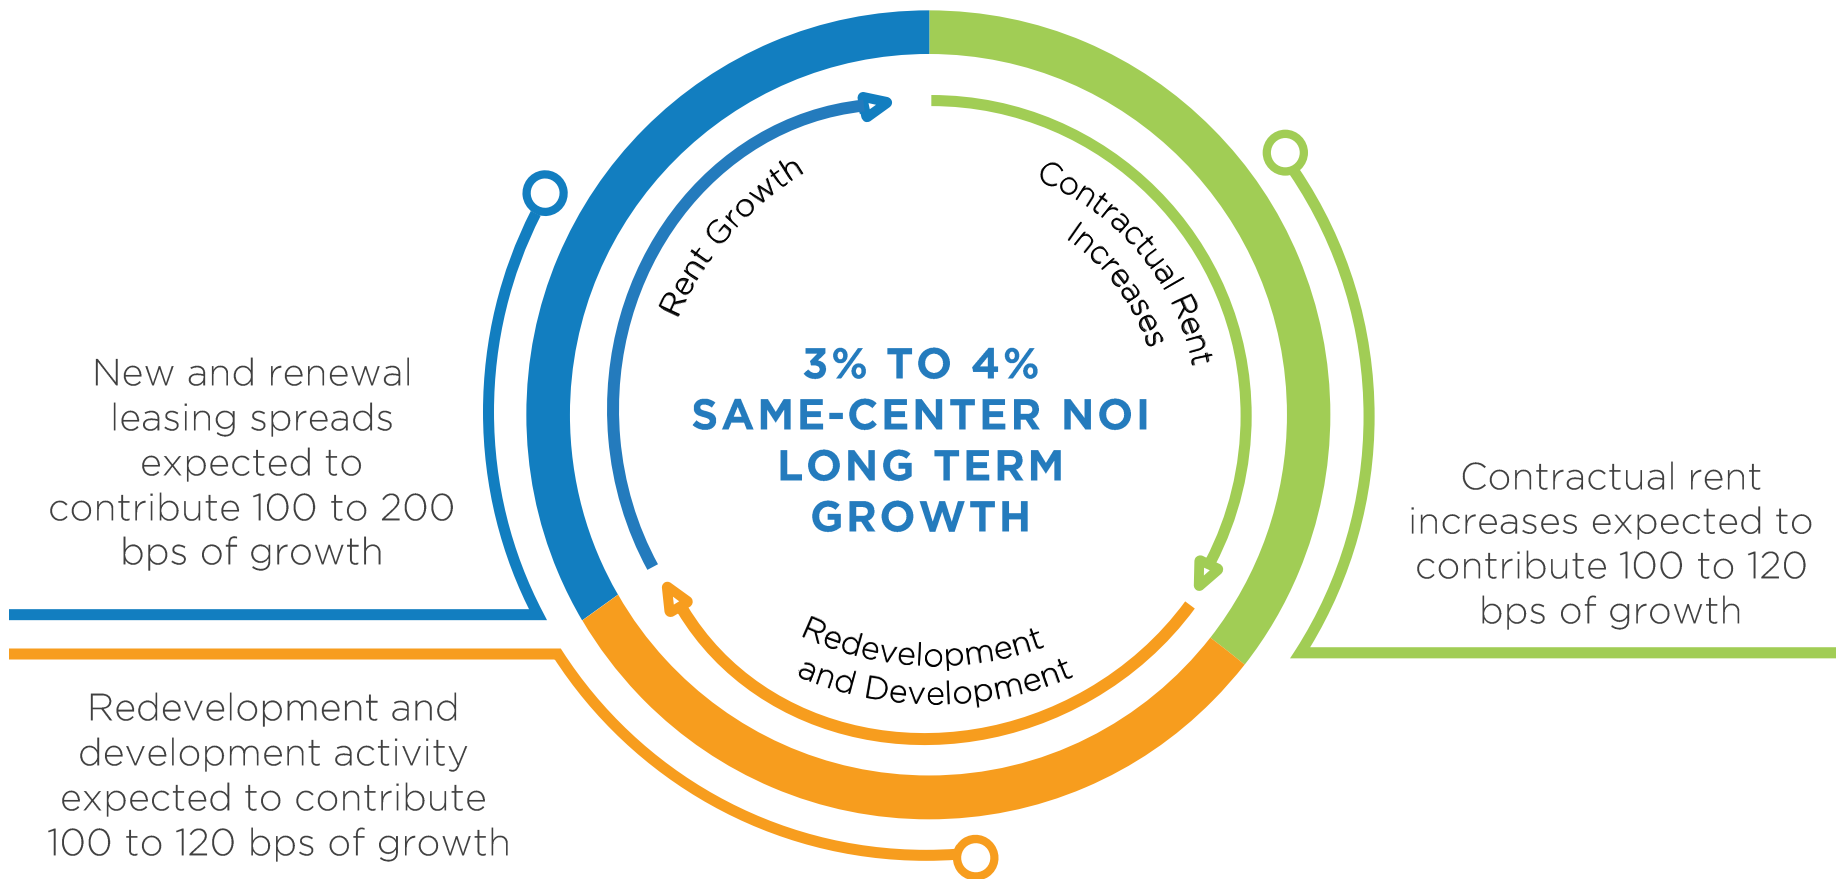 Rent Growth
Contractual Rent
Increases
3% TO 4%
SAME-CENTER NOI
LONG TERM
GROWTH
Redevelopment
and Development
New and renewal
leasing spreads
expected to
contribute 100 to 200
bps of growth
Redevelopment and
development activity
expected to contribute
100 to 120 bps of growth
Contractual rent
increases expected to
contribute 100 to 120
bps of growth